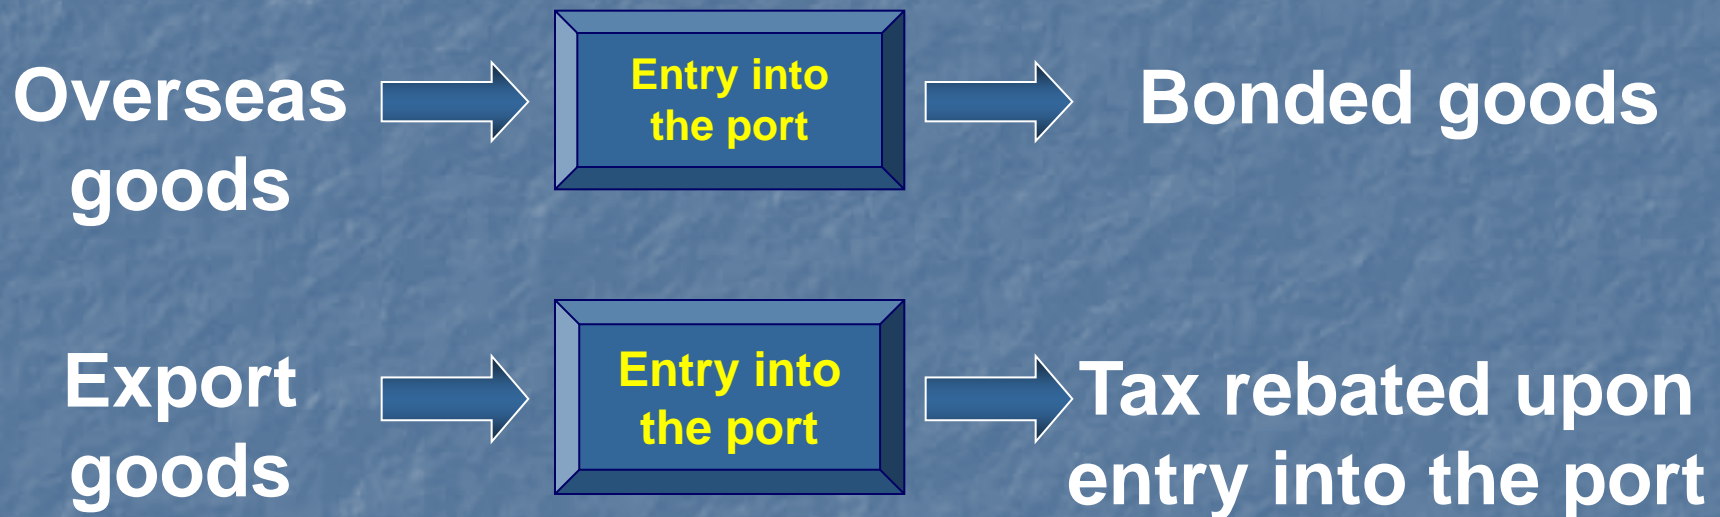 Overseas
goods
Entry into
the port
Bonded goods
Export
goods
Entry into
the port
Tax rebated upon
entry into the port